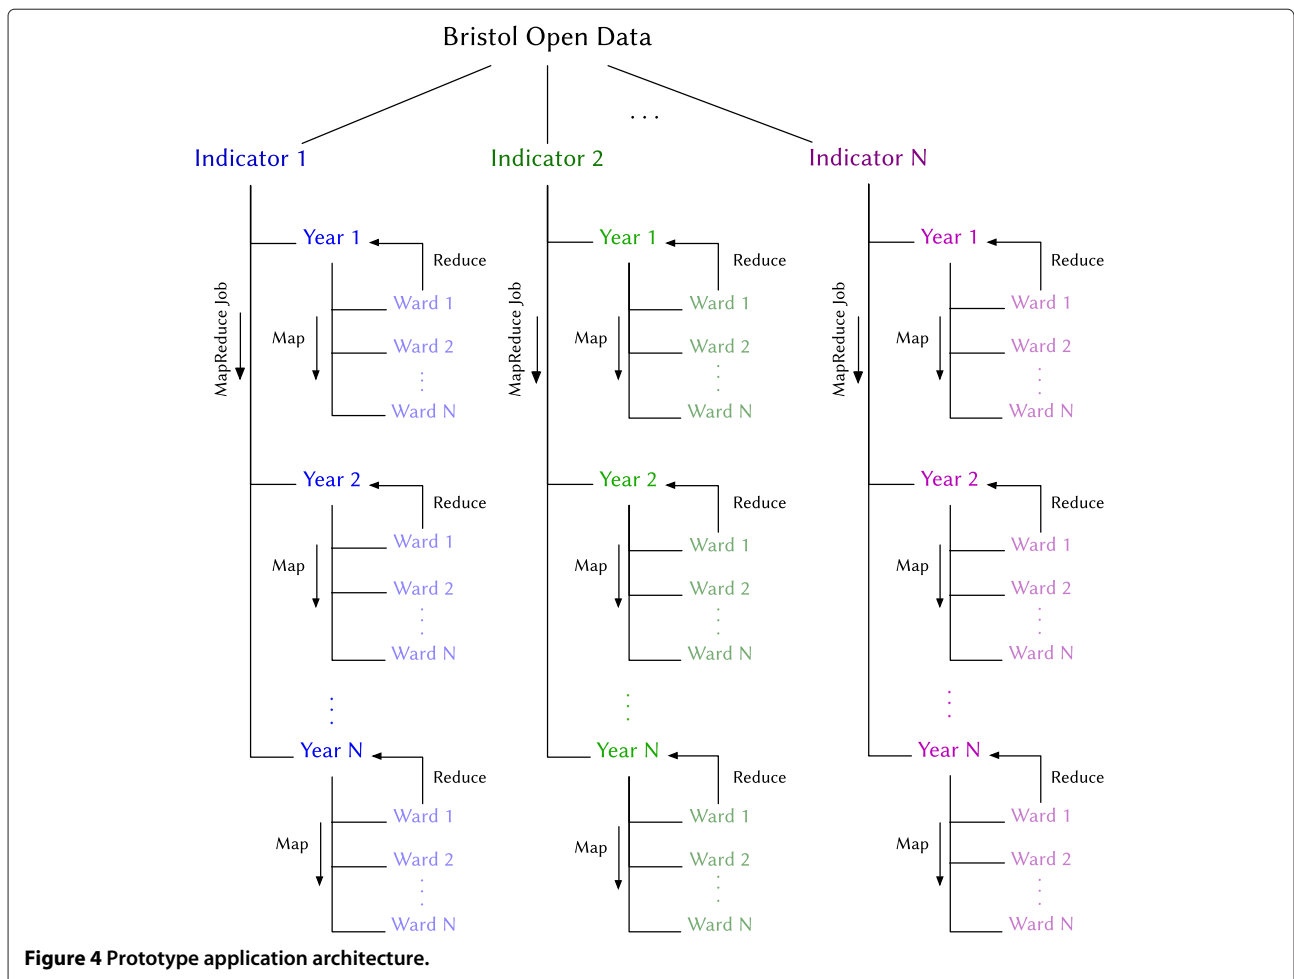 Bristol Open Data
. . .
Indicator 1
Indicator 2
Indicator N
MapReduce Job
Year 1
Reduce
Map
Ward 1
Ward 2
Ward N
Year 2
Reduce
Map
Ward 1
Ward 2
Ward N
Year N
Reduce
Map
Ward 1
Ward 2
Ward N
MapReduce Job
Year 1
Reduce
Map
Ward 1
Ward 2
Ward N
Year 2
Reduce
Map
Ward 1
Ward 2
Ward N
Year N
Reduce
Map
Ward 1
Ward 2
Ward N
MapReduce Job
Year 1
Reduce
Map
Ward 1
Ward 2
Ward N
Year 2
Reduce
Map
Ward 1
Ward 2
Ward N
Year N
Reduce
Map
Ward 1
Ward 2
Ward N
Figure 4 Prototype application architecture.